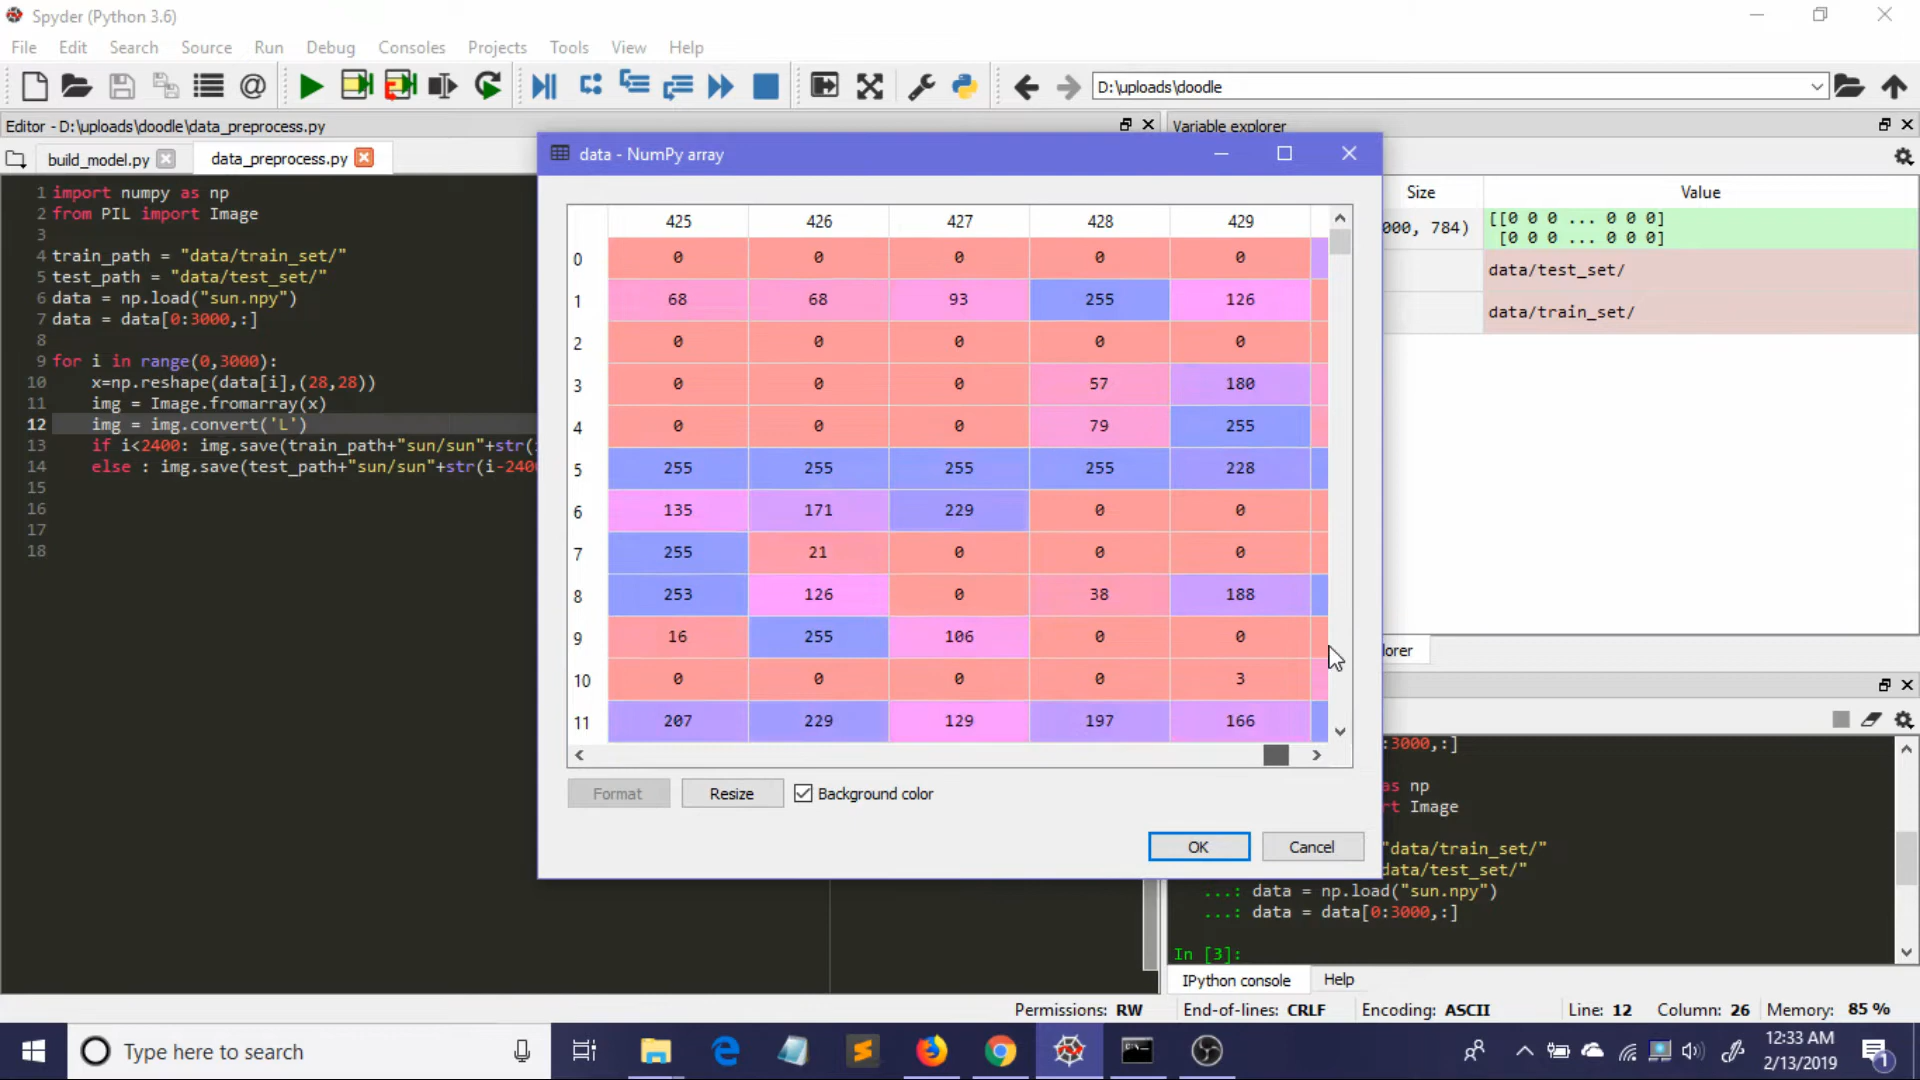 Spyder (Python 3.6)
File Edit Search Source Run Debug Consoles Projects Tools View Help
D:\uploads\doodle
Editor - D:\uploads\doodle\data_preprocess.py
build_model.py data_preprocess.py
1 import numpy as np
2 from PIL import Image
3
4 train_path = "data/train_set/"
5 test_path = "data/test_set/"
6 data = np.load("sun.npy")
7 data = data[0:3000,:]
8
9 for i in range(0,3000):
10 x=np.reshape(data[i],(28,28))
11 img = Image.fromarray(x)
12 img = img.convert('L')
13 if i<2400: img.save(train_path+"sun/sun"+str(
14 else : img.save(test_path+"sun/sun"+str(i-240
15
16
17
18
data - NumPy array
425 426 427 428 429
0 0 0 0 0 0
1 68 68 93 255 126
2 0 0 0 0 0
3 0 0 0 57 180
4 0 0 0 79 255
5 255 255 255 255 228
6 135 171 229 0 0
7 255 21 0 0 0
8 253 126 0 38 188
9 16 255 106 0 0
10 0 0 0 0 3
11 207 229 129 197 166
Format Resize Background color
OK Cancel
Variable explorer
Size Value
000, 784) [[0 0 0 ... 0 0 0]
[0 0 0 ... 0 0 0]
data/test_set/
data/train_set/
lorer
:3000,:]
as np
rt Image
"data/train_set/"
data/test_set/"
...: data = np.load("sun.npy")
...: data = data[0:3000,:]
In [3]:
IPython console Help
Permissions: RW End-of-lines: CRLF Encoding: ASCII Line: 12 Column: 26 Memory: 85 %
Type here to search
12:33 AM
2/13/2019
1